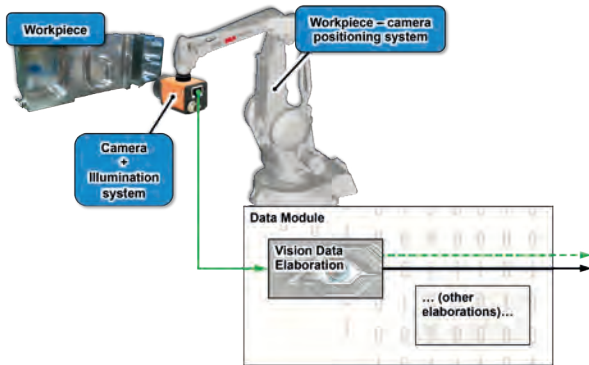 Workpiece
Workpiece – camera
positioning system
Camera
+
Illumination
system
Data Module
Vision Data
Elaboration
... (other
elaborations)...